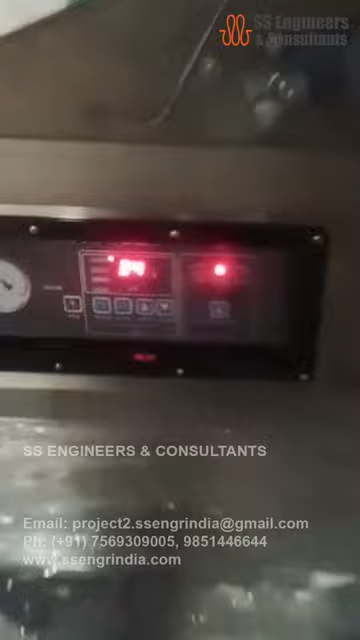 SS Engineers
& Consultants
SS ENGINEERS & CONSULTANTS
Email: project2.ssengrindia@gmail.com
Ph: (+91) 7569309005, 9851446644
www.ssengrindia.com